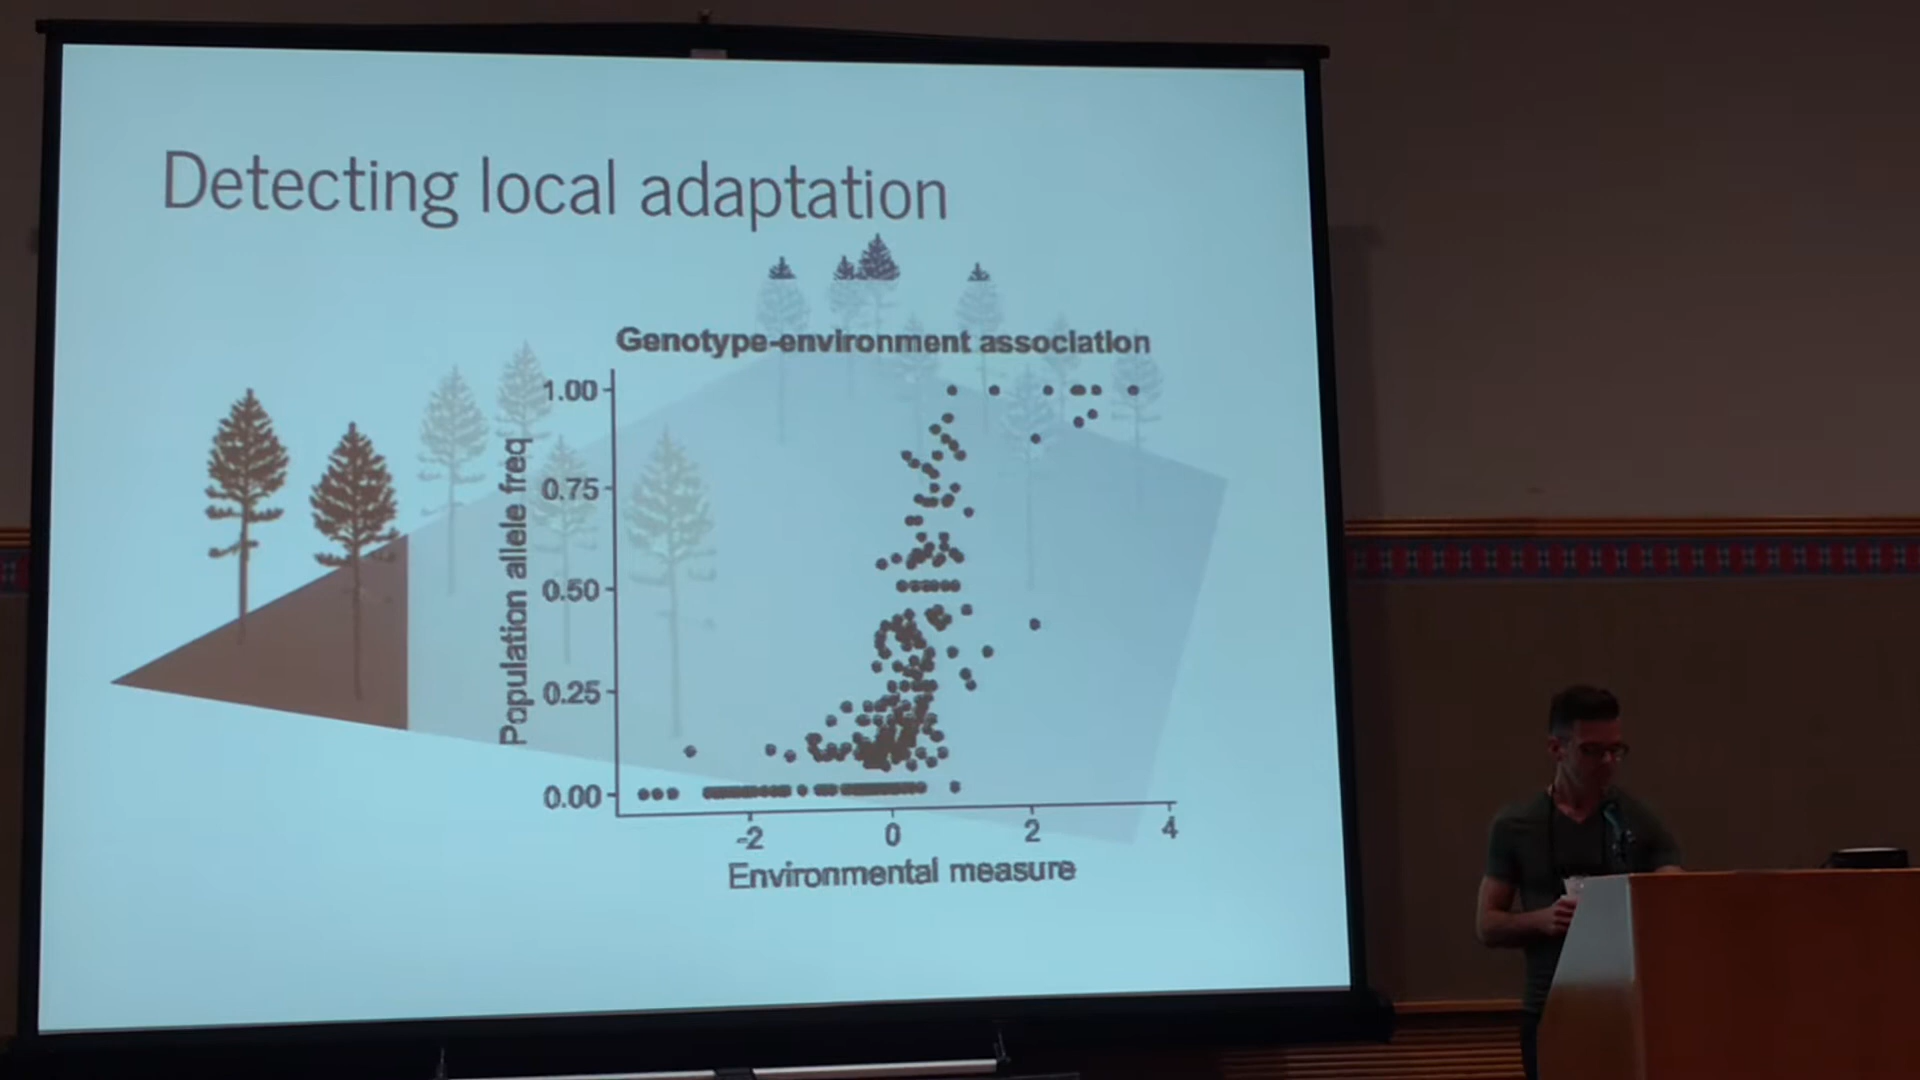 Detecting local adaptation
Genotype-environment association
Population allele freq
1.00
0.75
0.50
0.25
0.00
-2
0
2
4
Environmental measure